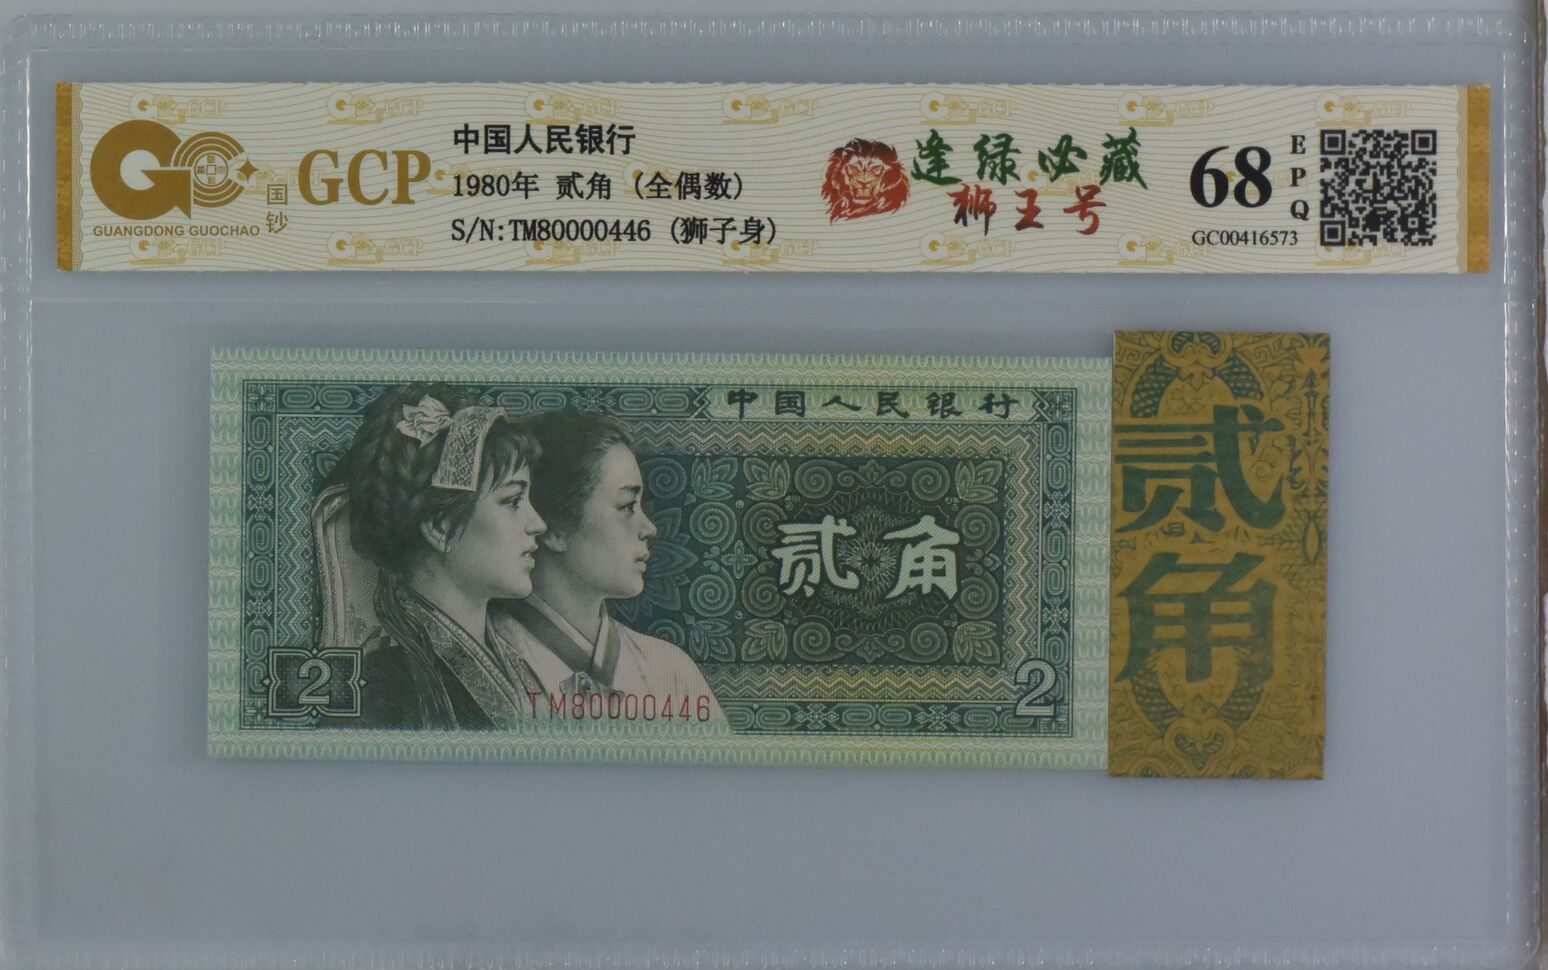 GCP
GUANGDONG GUOCHAO
国钞
中国人民银行
1980年 贰角 (全偶数)
S/N:TM80000446 (狮子身)
逢绿必藏
狮王号
68
EPQ
GC00416573
中国人民银行
贰角
2
2
TM80000446
贰角